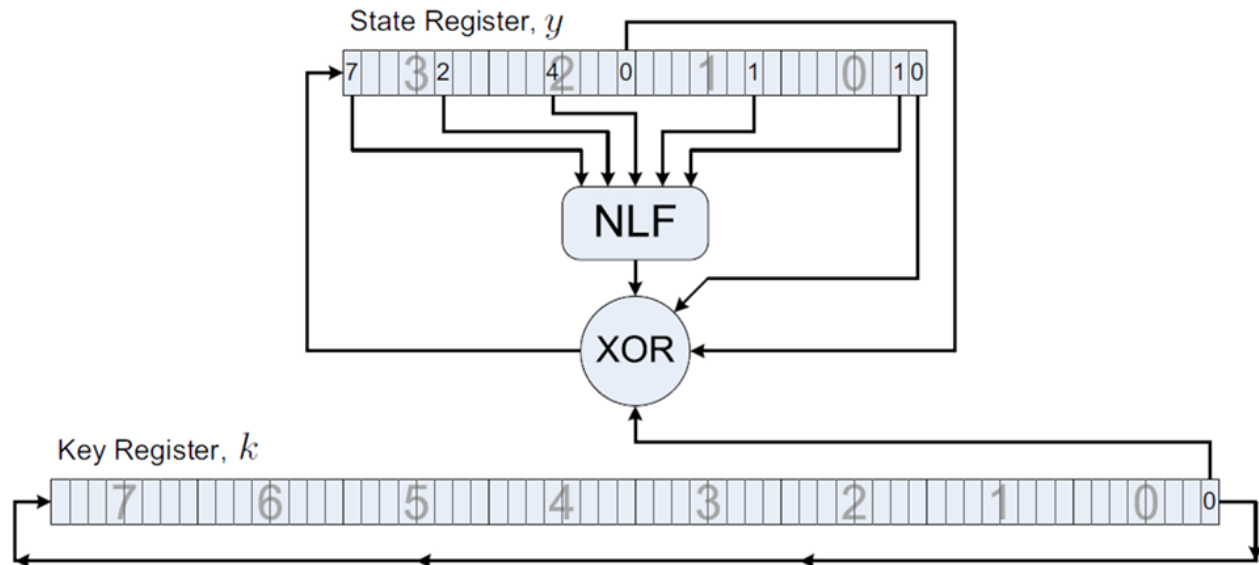 State Register, y
7 3 2 4 2 0 1 1 0 1 0
NLF
XOR
Key Register, k
7 6 5 4 3 2 1 0 0